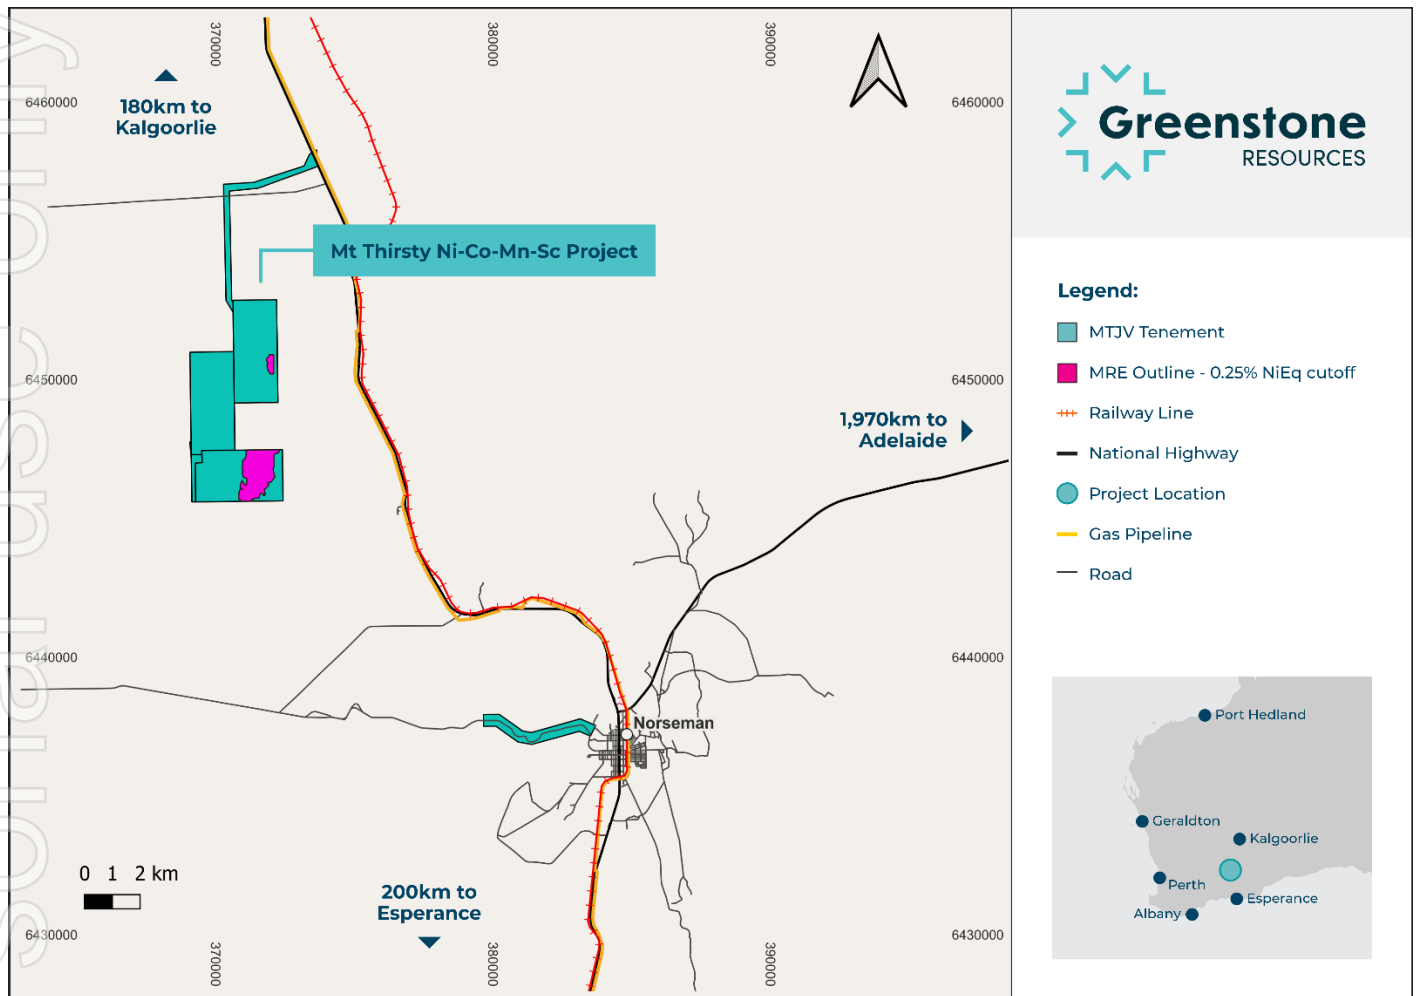 370000
380000
390000
6460000
6460000
180km to
Kalgoorlie
Mt Thirsty Ni-Co-Mn-Sc Project
6450000
6450000
1,970km to
Adelaide
6440000
6440000
Norseman
0 1 2 km
200km to
Esperance
6430000
6430000
370000
380000
390000
Greenstone
RESOURCES
Legend:
MTJV Tenement
MRE Outline - 0.25% NiEq cutoff
Railway Line
National Highway
Project Location
Gas Pipeline
Road
Port Hedland
Geraldton
Kalgoorlie
Perth
Esperance
Albany